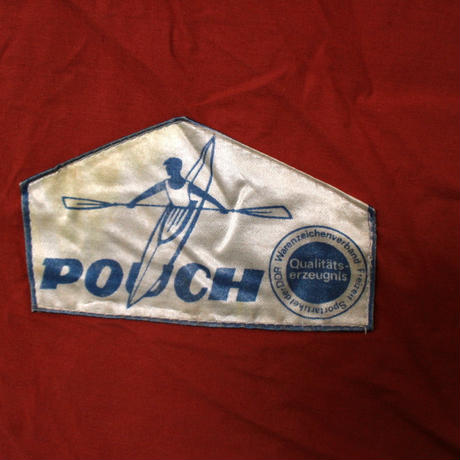 POUCH
Warenzeichenverband Freizeit Sportartikel der DDR
Qualitäts-
erzeugnis